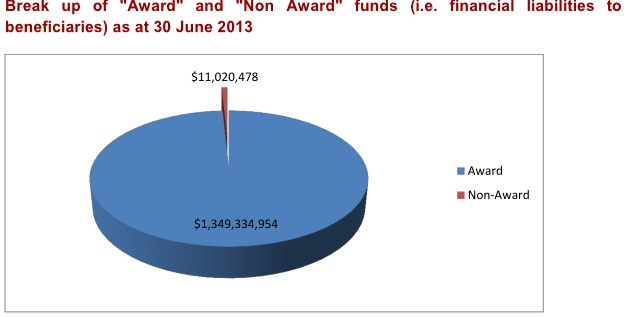 Break up of "Award" and "Non Award" funds (i.e. financial liabilities to
beneficiaries) as at 30 June 2013
$11,020,478
$1,349,334,954
Award
Non-Award